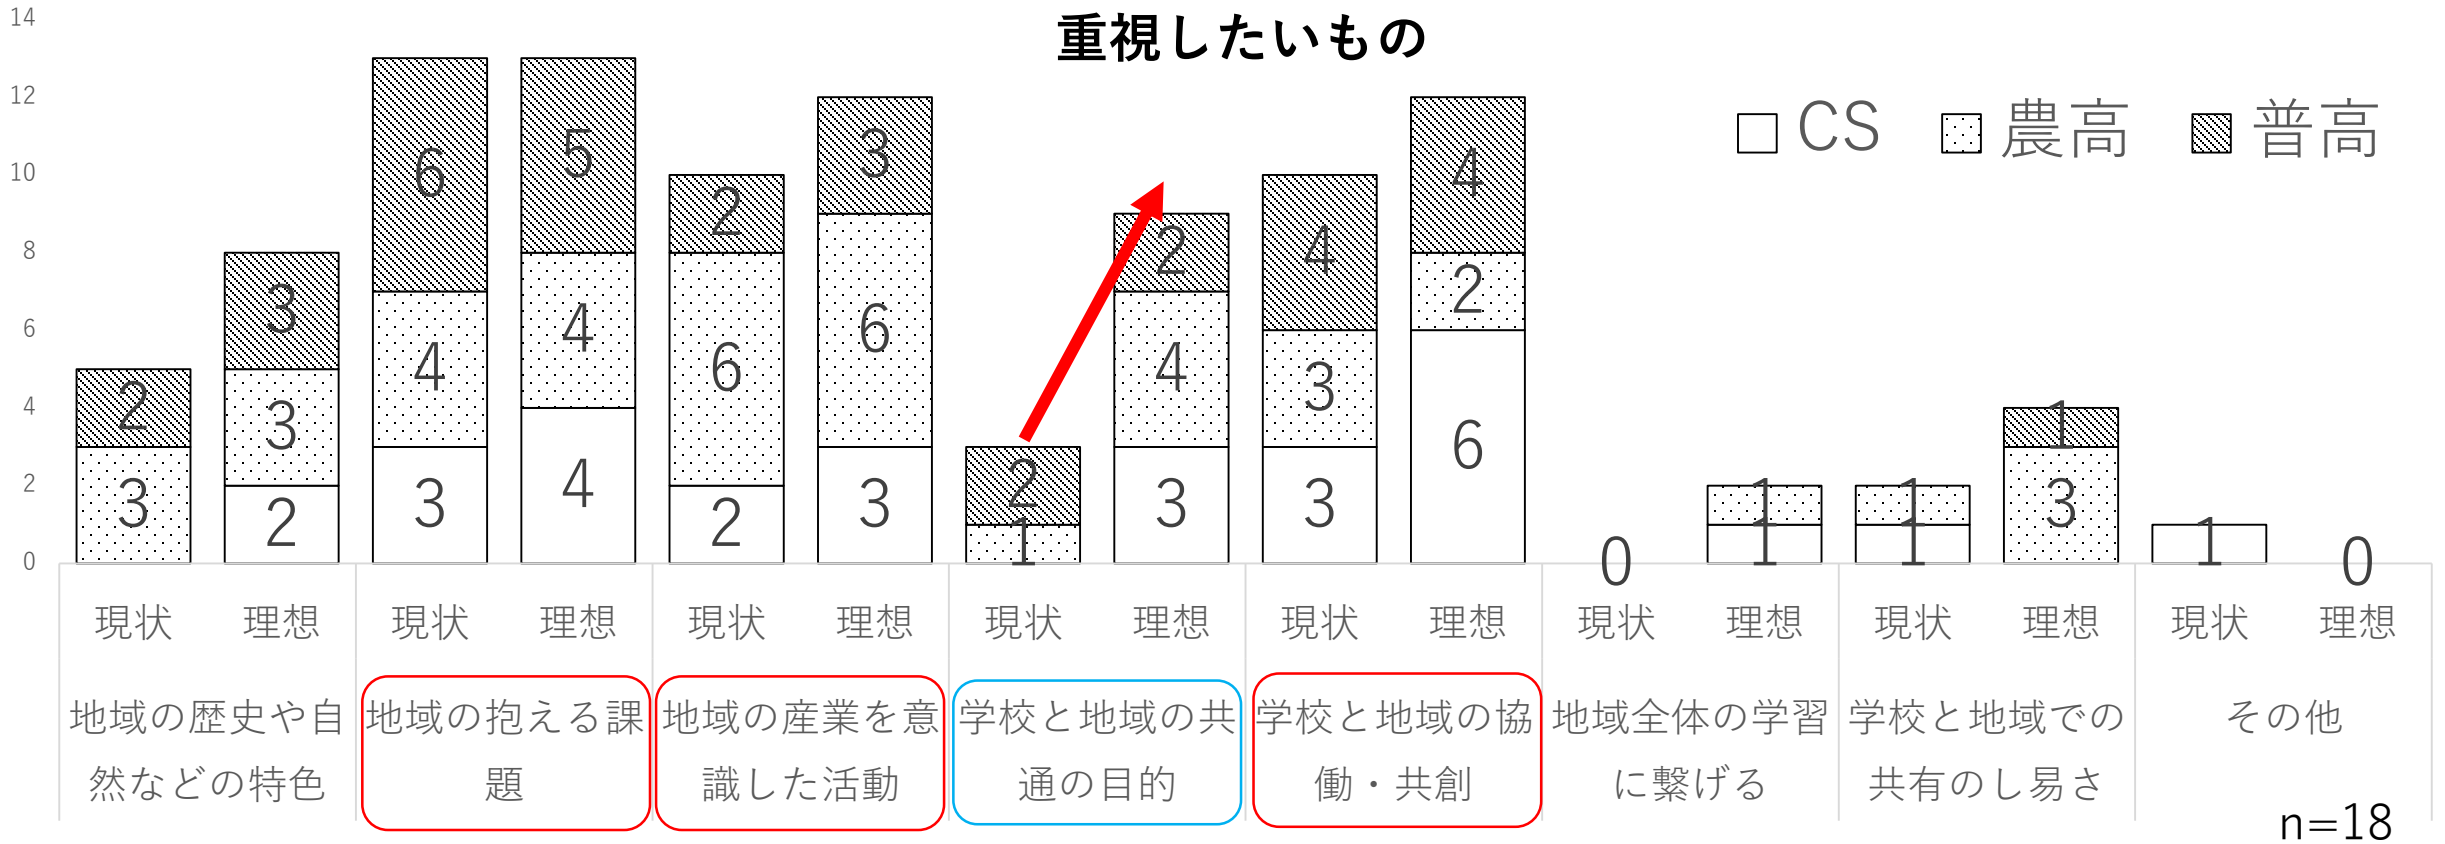 重視したいもの
CS 農高 普高
14
12
10
8
6
4
2
0
2 3
3 3 2
6 4 3
5 4 4
2 6 2
3 6 3
2 1
2 4 3
4 3 3
4 2 6
0
1 1
1 1
1 3
1
0
現状 理想 現状 理想 現状 理想 現状 理想 現状 理想 現状 理想 現状 理想 現状 理想
地域の歴史や自
然などの特色
地域の抱える課
題
地域の産業を意
識した活動
学校と地域の共
通の目的
学校と地域の協
働・共創
地域全体の学習
に繋げる
学校と地域での
共有のし易さ
その他
n=18